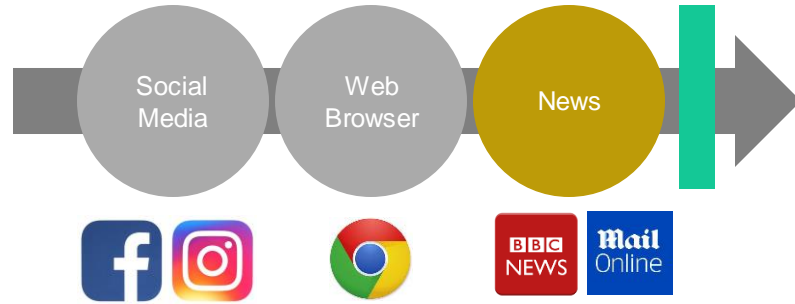 Social
Media
Web
Browser
News
f
BBC
NEWS
Mail
Online